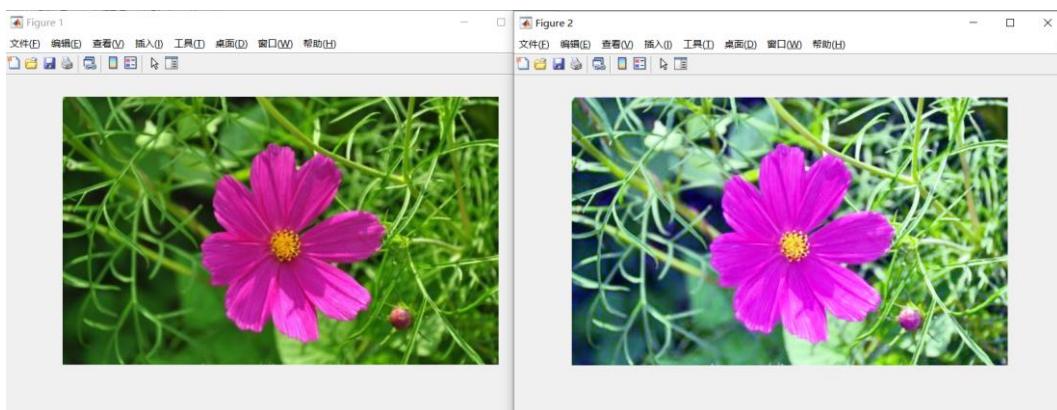 Figure 1
文件(F) 编辑(E) 查看(V) 插入(I) 工具(T) 桌面(D) 窗口(W) 帮助(H)
Figure 2
文件(F) 编辑(E) 查看(V) 插入(I) 工具(T) 桌面(D) 窗口(W) 帮助(H)